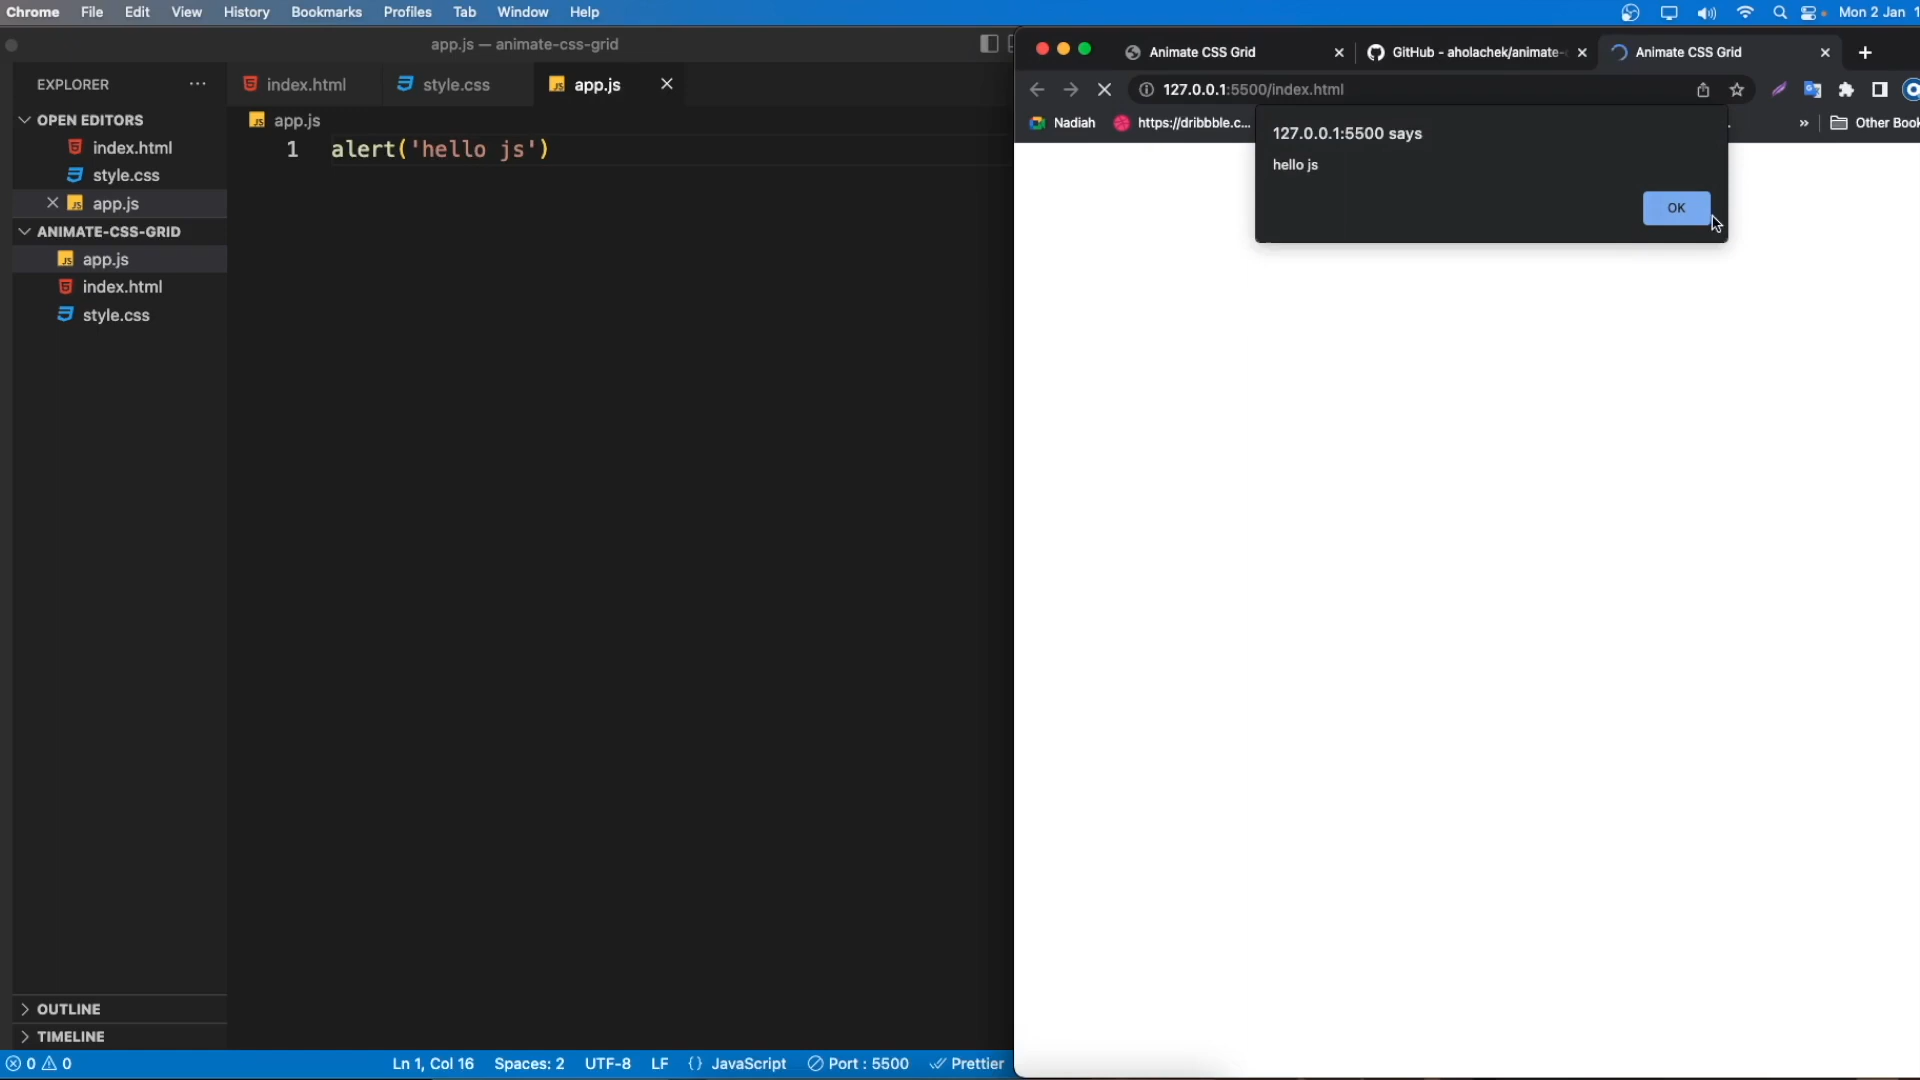 Chrome File Edit View History Bookmarks Profiles Tab Window Help
Mon 2 Jan 1
app.js — animate-css-grid
EXPLORER
OPEN EDITORS
index.html
style.css
app.js
ANIMATE-CSS-GRID
app.js
index.html
style.css
OUTLINE
TIMELINE
index.html style.css app.js
app.js
1 alert('hello js')
0 0 Ln 1, Col 16 Spaces: 2 UTF-8 LF {} JavaScript Port : 5500 Prettier
Animate CSS Grid GitHub - aholachek/animate- Animate CSS Grid
127.0.0.1:5500/index.html
Nadiah https://dribbble.c... » Other Book
127.0.0.1:5500 says
hello js
OK